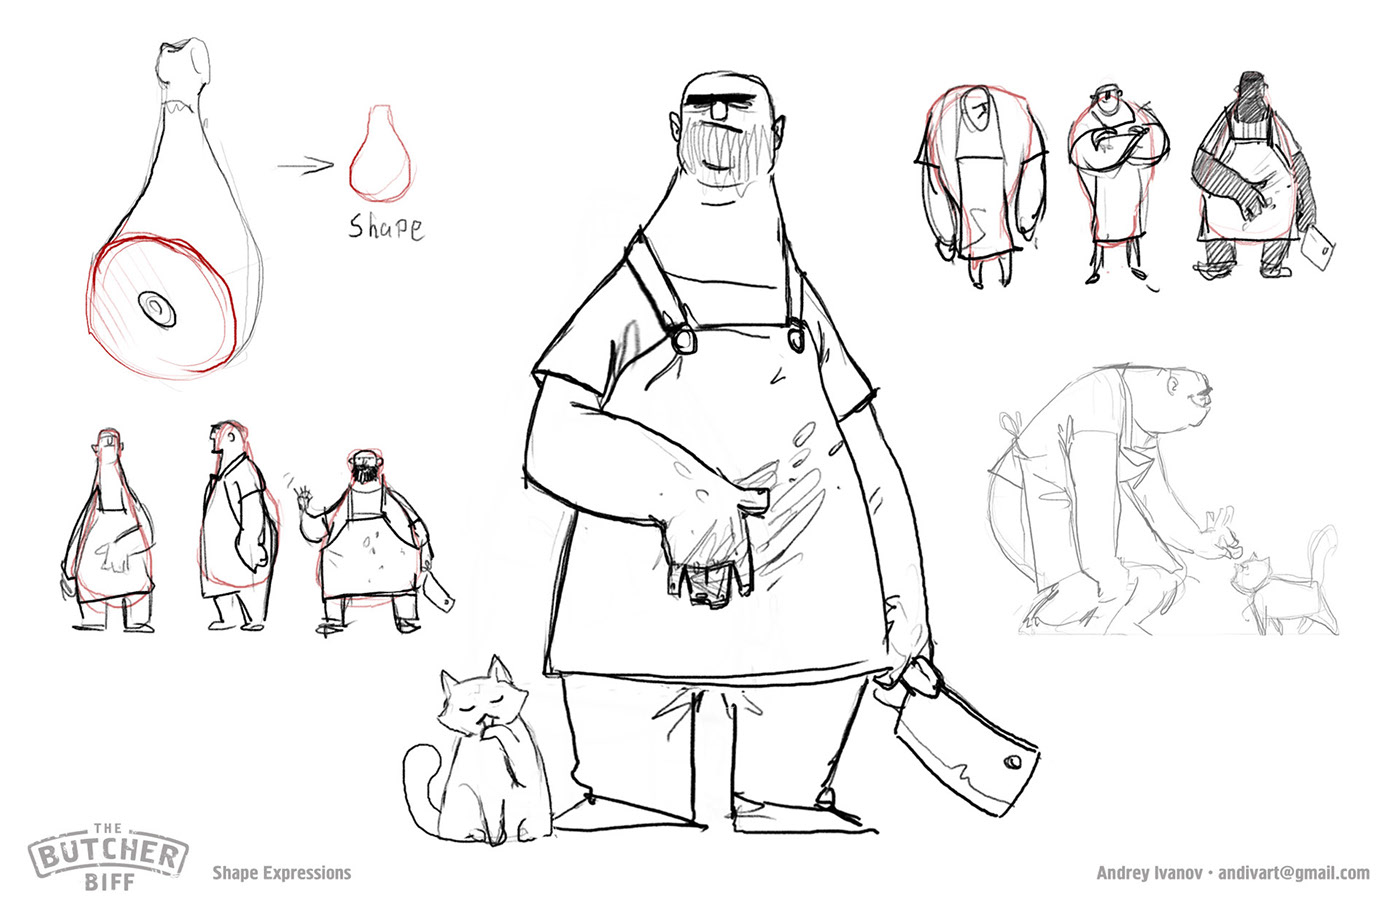 Shape
THE
BUTCHER
BIFF
Shape Expressions
Andrey Ivanov • andivart@gmail.com